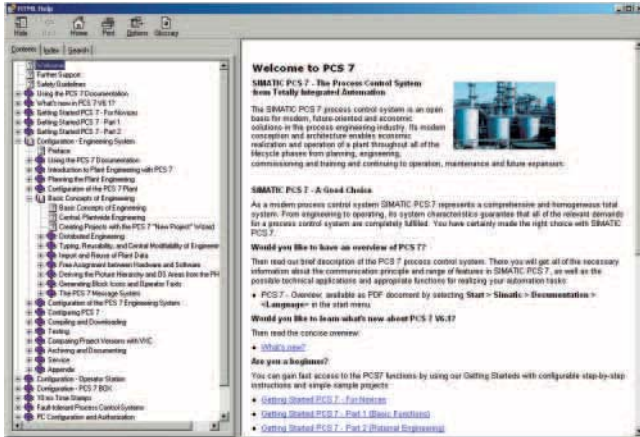 HTML Help
Hide
Back
Home
Print
Options
Glossary
Contents
Index
Search
Welcome
Further Support
Safety Guidelines
Using the PCS 7 Documentation
What's new in PCS 7 V6.1?
Getting Started PCS 7 - For Novices
Getting Started PCS 7 - Part 1
Getting Started PCS 7 - Part 2
Configuration - Engineering System
Preface
Using the PCS 7 Documentation
Introduction to Plant Engineering with PCS 7
Planning the Plant Engineering
Configuration of the PCS 7 Plant
Basic Concepts of Engineering
Basic Concepts of Engineering
Central, Plantwide Engineering
Creating Projects with the PCS 7 "New Project" Wizard
Distributed Engineering
Typing, Reusability, and Central Modifiability of Engineere
Import and Reuse of Plant Data
Free Assignment between Hardware and Software
Deriving the Picture Hierarchy and OS Areas from the PH
Generating Block Icons and Operator Texts
The PCS 7 Message System
Configuration of the PCS 7 Engineering System
Configuring PCS 7
Compiling and Downloading
Testing
Comparing Project Versions with VXC
Archiving and Documenting
Service
Appendix
Configuration - Operator Station
Configuration - PCS 7 BOX
10 ms Time Stamps
Fault-tolerant Process Control Systems
PC Configuration and Authorization
Welcome to PCS 7
SIMATIC PCS 7 - The Process Control System
from Totally Integrated Automation
The SIMATIC PCS 7 process control system is an open
basis for modern, future-oriented and economic
solutions in the process engineering industry. Its modern
conception and architecture enables economic
realization and operation of a plant throughout all of the
lifecycle phases from planning, engineering,
commissioning and training and continuing to operation, maintenance and future expansion.
SIMATIC PCS 7 - A Good Choice
As a modern process control system SIMATIC PCS 7 represents a comprehensive and homogeneous total
system. From engineering to operating, its system characteristics guarantee that all of the relevant demands
for a process control system are completely fulfilled. You have certainly made the right choice with SIMATIC
PCS 7.
Would you like to have an overview of PCS 7?
Then read our brief description of the PCS 7 process control system. There you will get all of the necessary
information about the communication principle and range of features in SIMATIC PCS 7, as well as the
possible technical applications and appropriate functions for realizing your automation tasks:
PCS 7 - Overview, available as PDF document by selecting Start > Simatic > Documentation >
<Language> in the start menu
Would you like to learn what's new about PCS 7 V6.1?
Then read the concise overview:
What's new?
Are you a beginner?
You can gain fast access to the PCS7 functions by using our Getting Starteds with configurable step-by-step
instructions and simple sample projects:
Getting Started PCS 7 - For Novices
Getting Started PCS 7 - Part 1 (Basic Functions)
Getting Started PCS 7 - Part 2 (Rational Engineering)